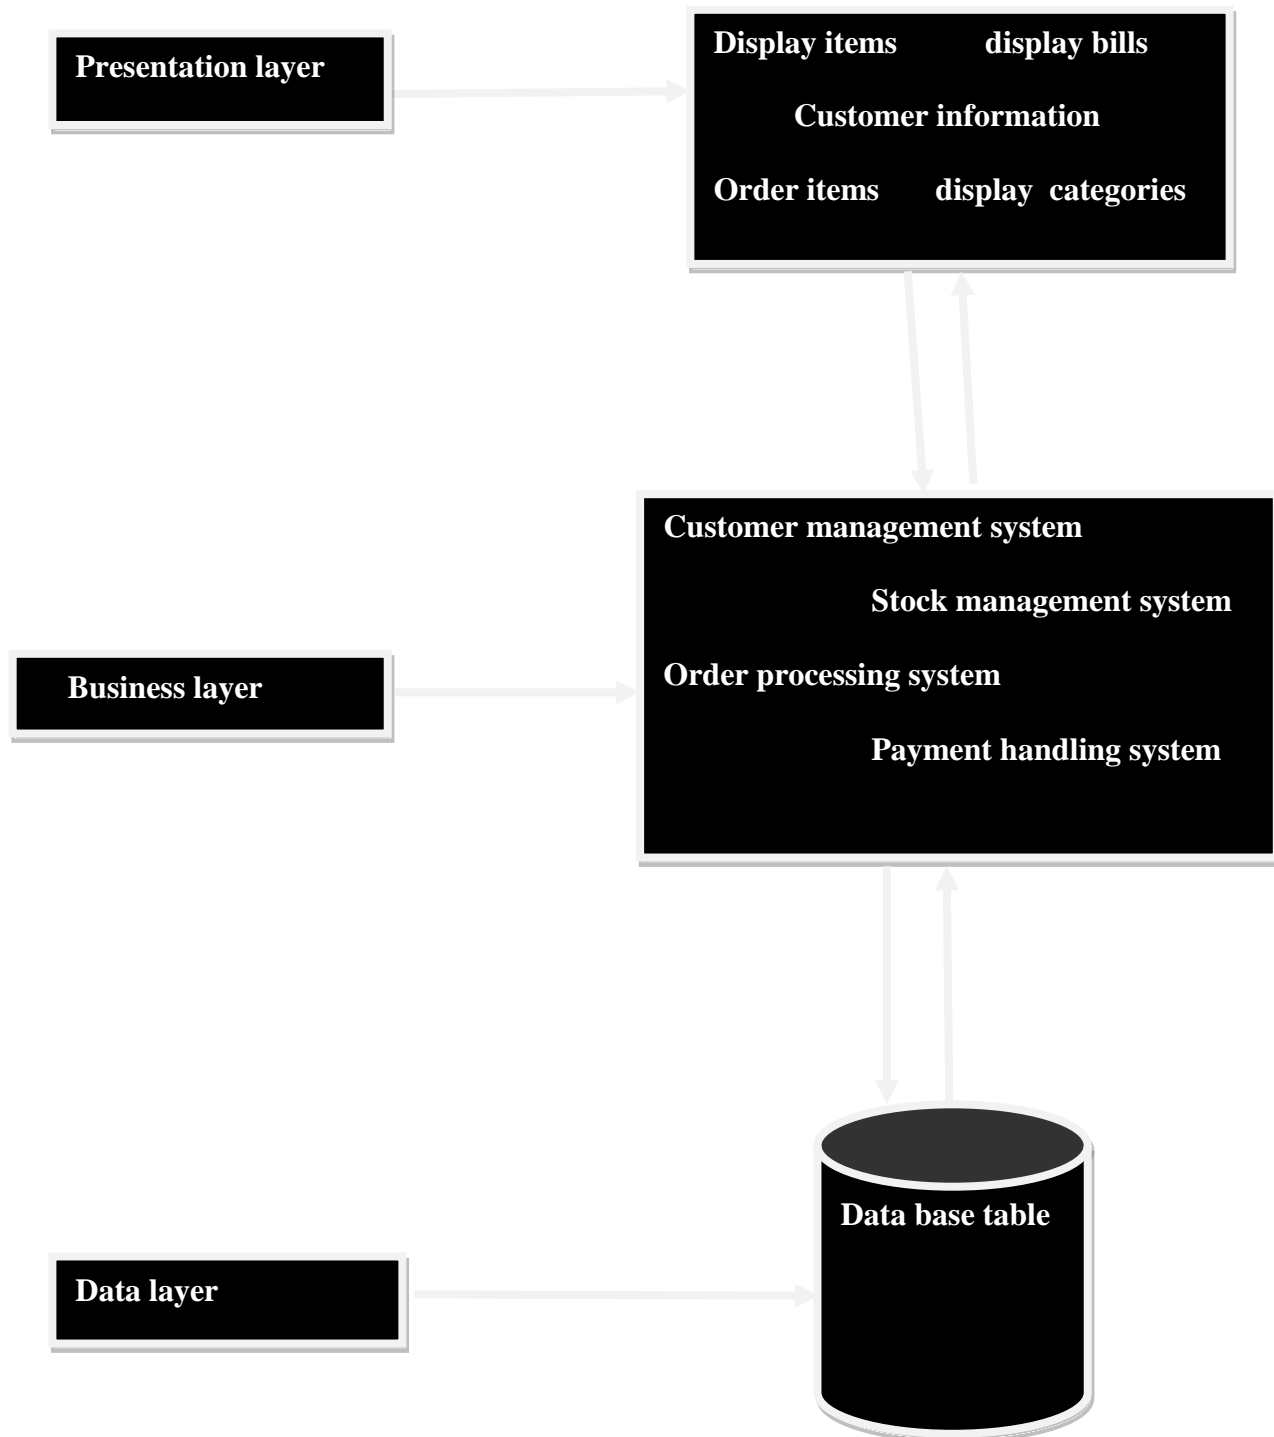 Presentation layer
Display items display bills
Customer information
Order items display categories
Customer management system
Stock management system
Business layer
Order processing system
Payment handling system
Data base table
Data layer